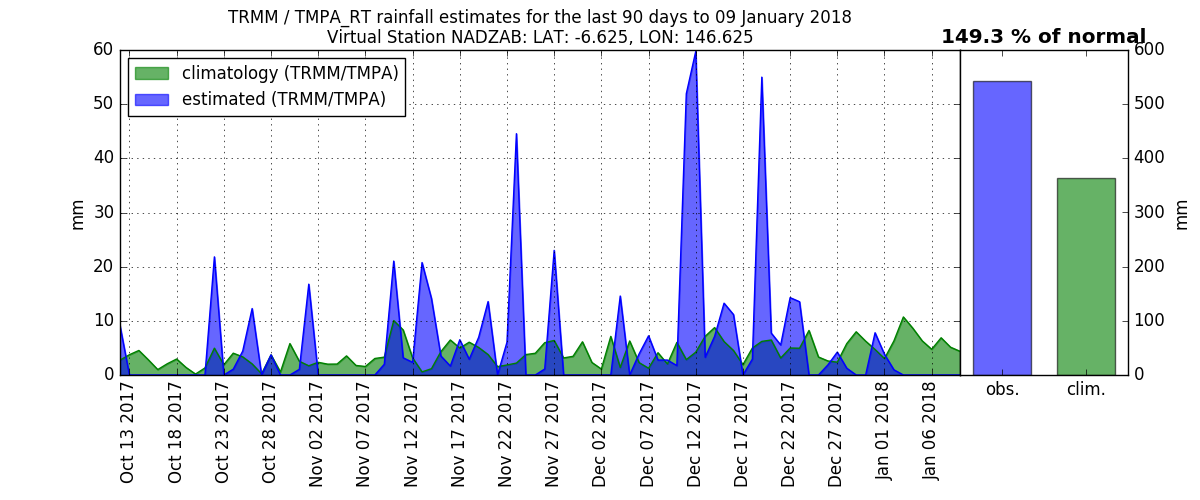 TRMM / TMPA_RT rainfall estimates for the last 90 days to 09 January 2018
Virtual Station NADZAB: LAT: -6.625, LON: 146.625
149.3 % of normal
climatology (TRMM/TMPA)
estimated (TRMM/TMPA)
60
50
40
30
20
10
0
mm
Oct 13 2017
Oct 18 2017
Oct 23 2017
Oct 28 2017
Nov 02 2017
Nov 07 2017
Nov 12 2017
Nov 17 2017
Nov 22 2017
Nov 27 2017
Dec 02 2017
Dec 07 2017
Dec 12 2017
Dec 17 2017
Dec 22 2017
Dec 27 2017
Jan 01 2018
Jan 06 2018
obs.
clim.
600
500
400
300
200
100
0
mm